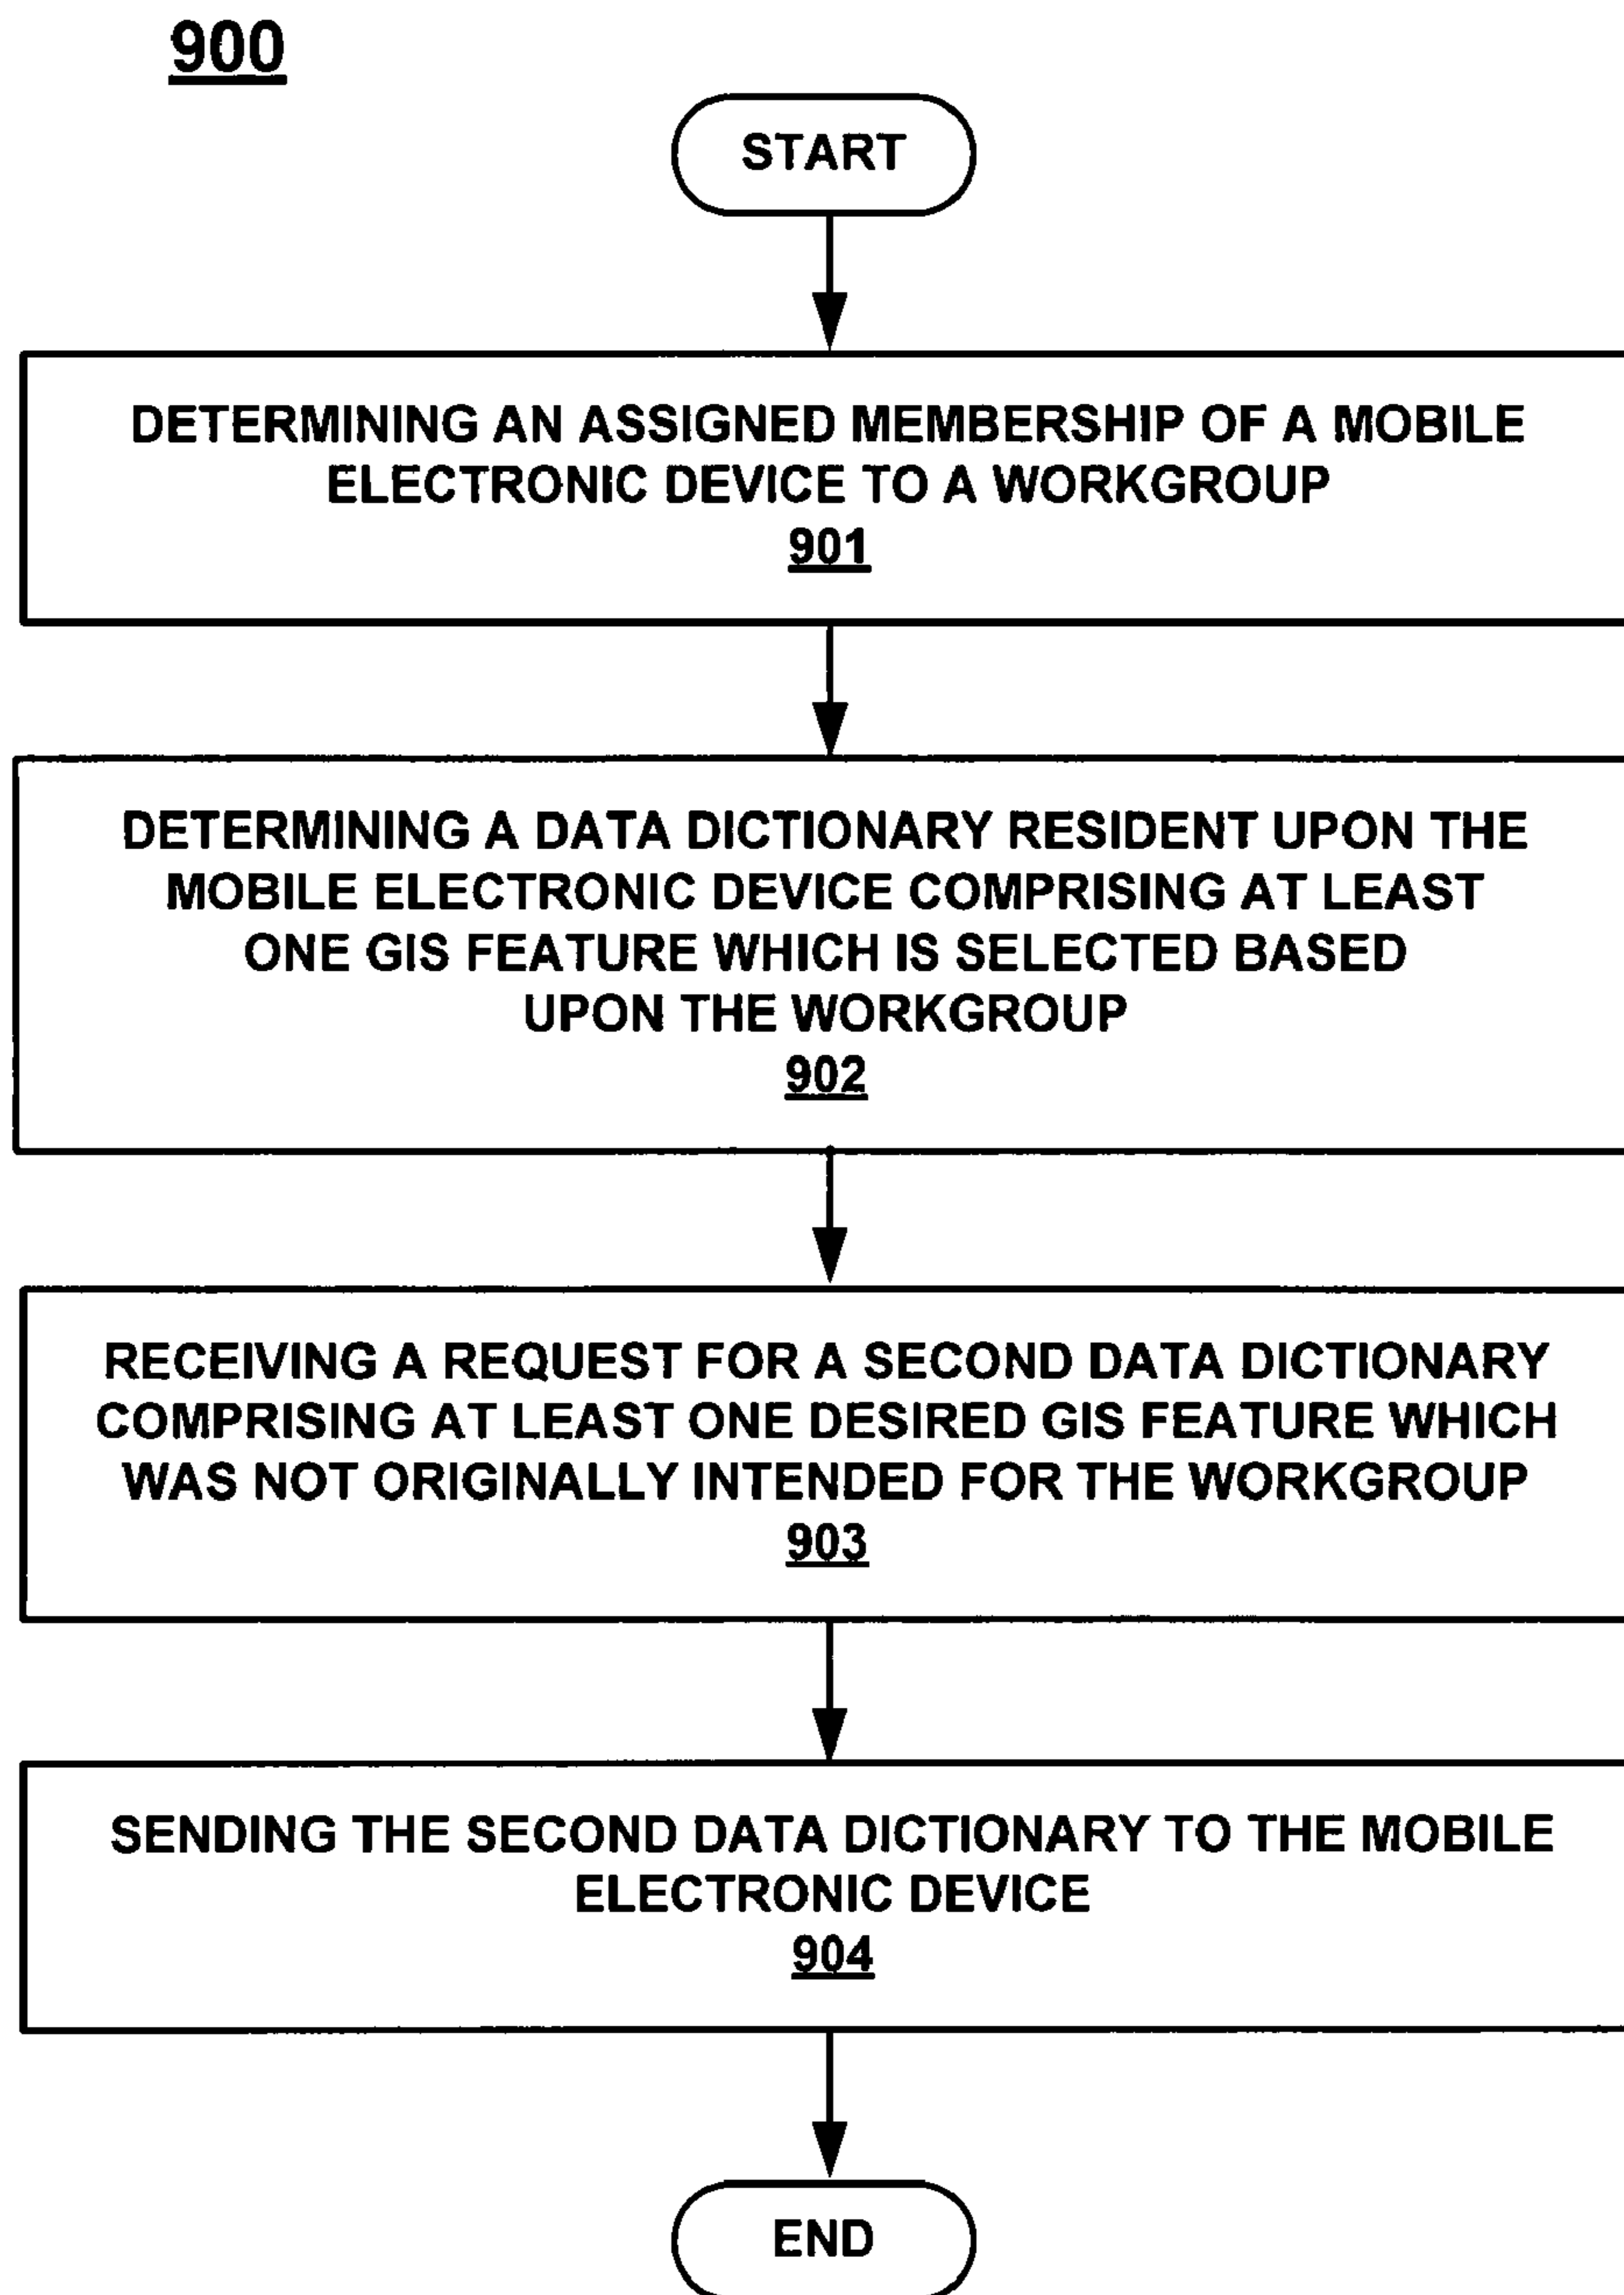 900
START
DETERMINING AN ASSIGNED MEMBERSHIP OF A MOBILE
ELECTRONIC DEVICE TO A WORKGROUP
901
DETERMINING A DATA DICTIONARY RESIDENT UPON THE
MOBILE ELECTRONIC DEVICE COMPRISING AT LEAST
ONE GIS FEATURE WHICH IS SELECTED BASED
UPON THE WORKGROUP
902
RECEIVING A REQUEST FOR A SECOND DATA DICTIONARY
COMPRISING AT LEAST ONE DESIRED GIS FEATURE WHICH
WAS NOT ORIGINALLY INTENDED FOR THE WORKGROUP
903
SENDING THE SECOND DATA DICTIONARY TO THE MOBILE
ELECTRONIC DEVICE
904
END